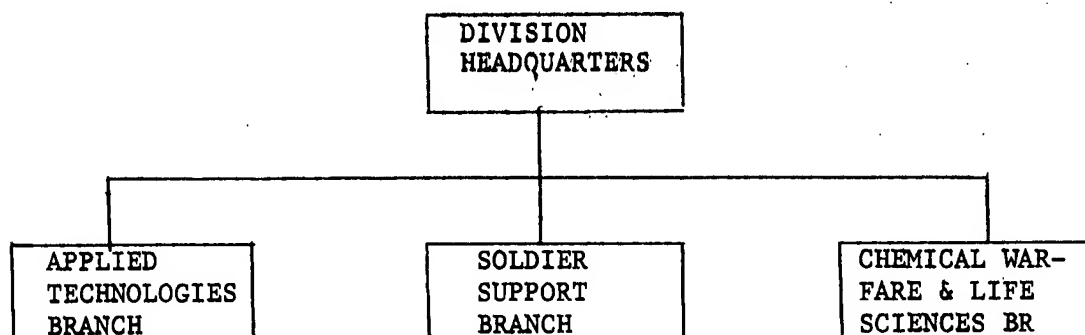 DIVISION
HEADQUARTERS
APPLIED
TECHNOLOGIES
BRANCH
SOLDIER
SUPPORT
BRANCH
CHEMICAL WAR-
FARE & LIFE
SCIENCES BR